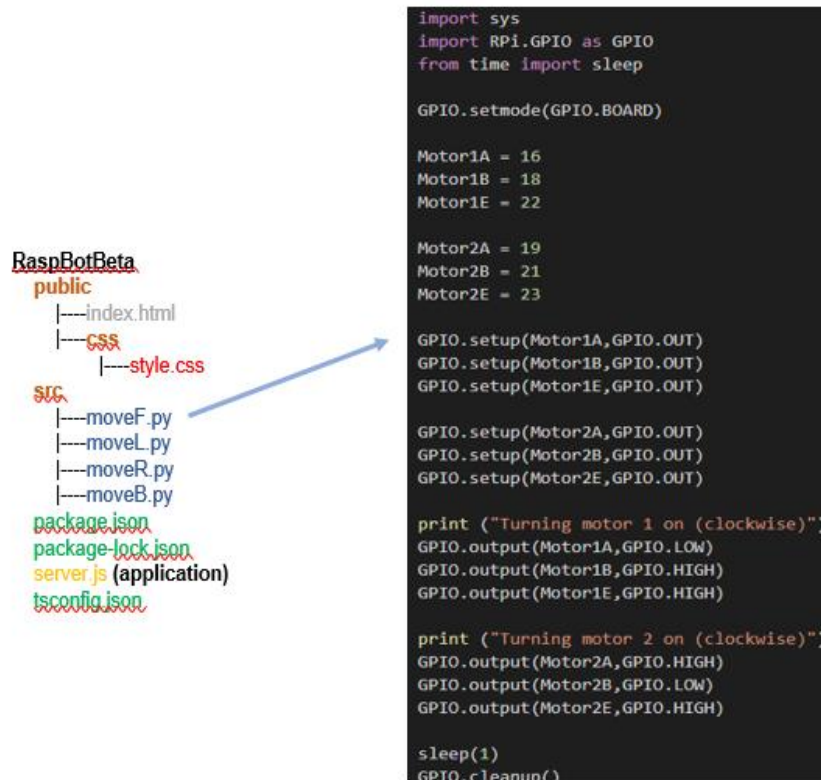 RaspBotBeta
public
|----index.html
|----css
|----style.css
src
|----moveF.py
|----moveL.py
|----moveR.py
|----moveB.py
package.json
package-lock.json
server.js (application)
tsconfig.json
import sys
import RPi.GPIO as GPIO
from time import sleep
GPIO.setmode(GPIO.BOARD)
Motor1A = 16
Motor1B = 18
Motor1E = 22
Motor2A = 19
Motor2B = 21
Motor2E = 23
GPIO.setup(Motor1A,GPIO.OUT)
GPIO.setup(Motor1B,GPIO.OUT)
GPIO.setup(Motor1E,GPIO.OUT)
GPIO.setup(Motor2A,GPIO.OUT)
GPIO.setup(Motor2B,GPIO.OUT)
GPIO.setup(Motor2E,GPIO.OUT)
print ("Turning motor 1 on (clockwise)")
GPIO.output(Motor1A,GPIO.LOW)
GPIO.output(Motor1B,GPIO.HIGH)
GPIO.output(Motor1E,GPIO.HIGH)
print ("Turning motor 2 on (clockwise)")
GPIO.output(Motor2A,GPIO.HIGH)
GPIO.output(Motor2B,GPIO.LOW)
GPIO.output(Motor2E,GPIO.HIGH)
sleep(1)
GPIO.cleanup()